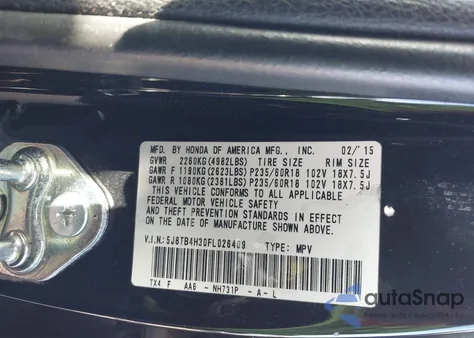 MFD. BY HONDA OF AMERICA MFG., INC. 02/15
GVWR 2260KG(4982LBS) TIRE SIZE RIM SIZE
GAWR F 1190KG(2623LBS) P235/60R18 102V 18X7.5J
GAWR R 1080KG(2381LBS) P235/60R18 102V 18X7.5J
THIS VEHICLE CONFORMS TO ALL APPLICABLE
FEDERAL MOTOR VEHICLE SAFETY
AND THEFT PREVENTION STANDARDS IN EFFECT
ON THE DATE OF MANUFACTURE SHOWN ABOVE.
V.I.N.: 5J8TB4H30FL026409 TYPE: MPV
TX4 F AA6 - NH731P - A - L
autaSnap